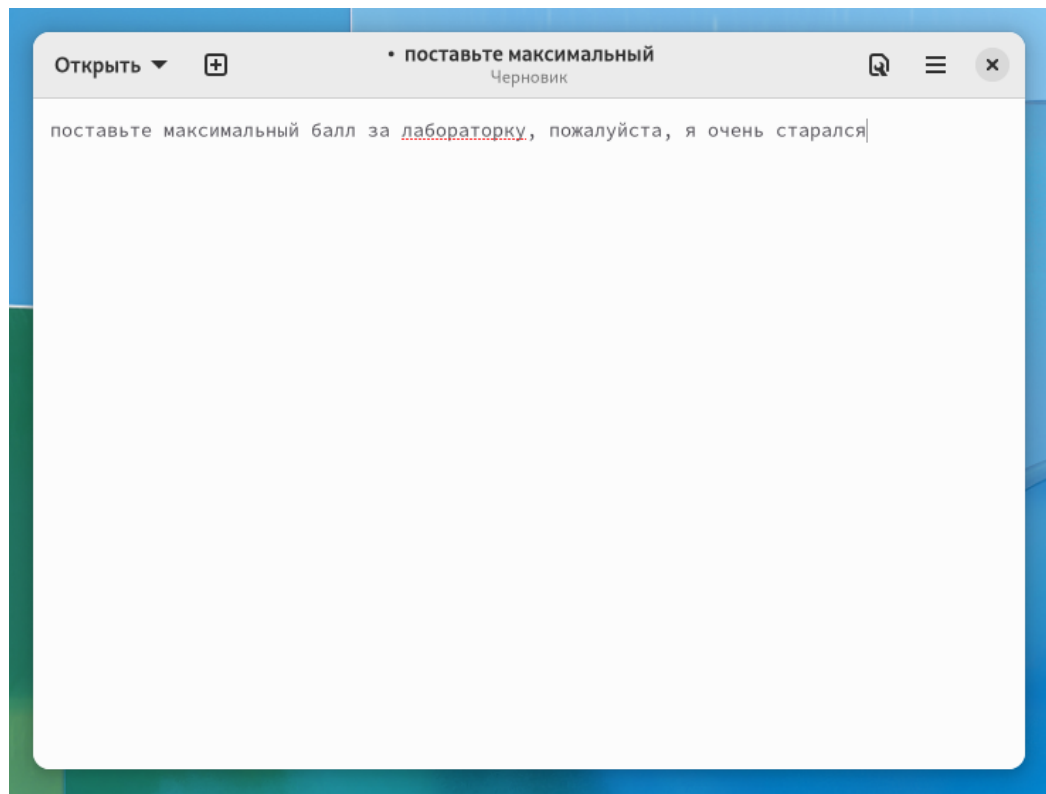 Открыть
• поставьте максимальный
Черновик
поставьте максимальный балл за лабораторку, пожалуйста, я очень старался